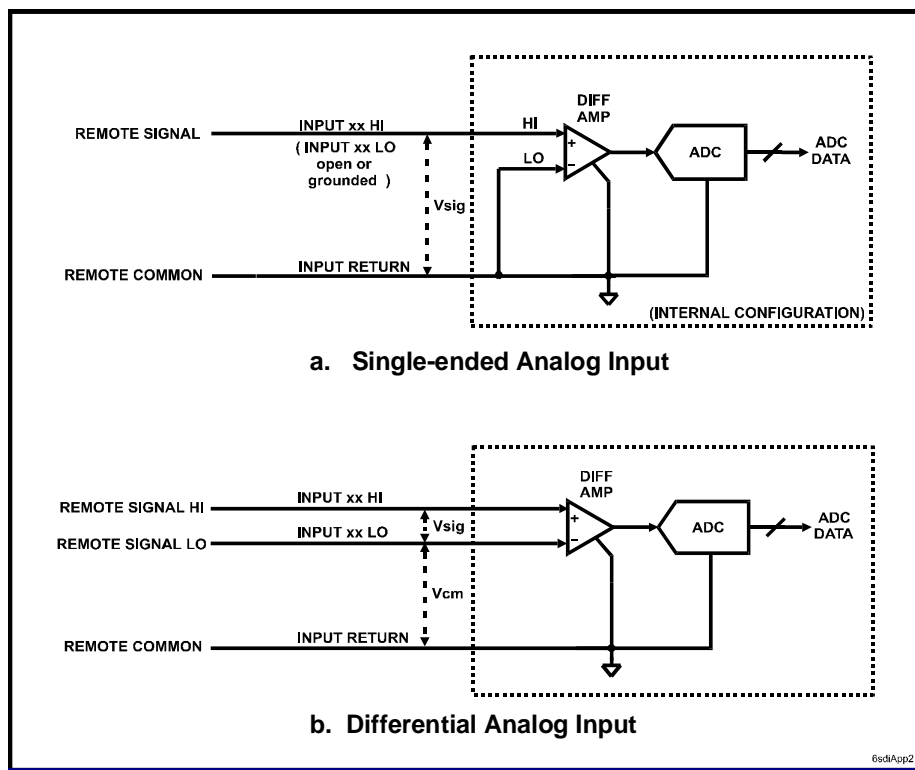 REMOTE SIGNAL
INPUT xx HI
( INPUT xx LO
open or
grounded )
HI
LO
DIFF
AMP
+
−
ADC
ADC
DATA
Vsig
REMOTE COMMON
INPUT RETURN
(INTERNAL CONFIGURATION)
a. Single-ended Analog Input
REMOTE SIGNAL HI
INPUT xx HI
DIFF
AMP
+
−
ADC
ADC
DATA
Vsig
REMOTE SIGNAL LO
INPUT xx LO
Vcm
REMOTE COMMON
INPUT RETURN
b. Differential Analog Input
6sdiApp2